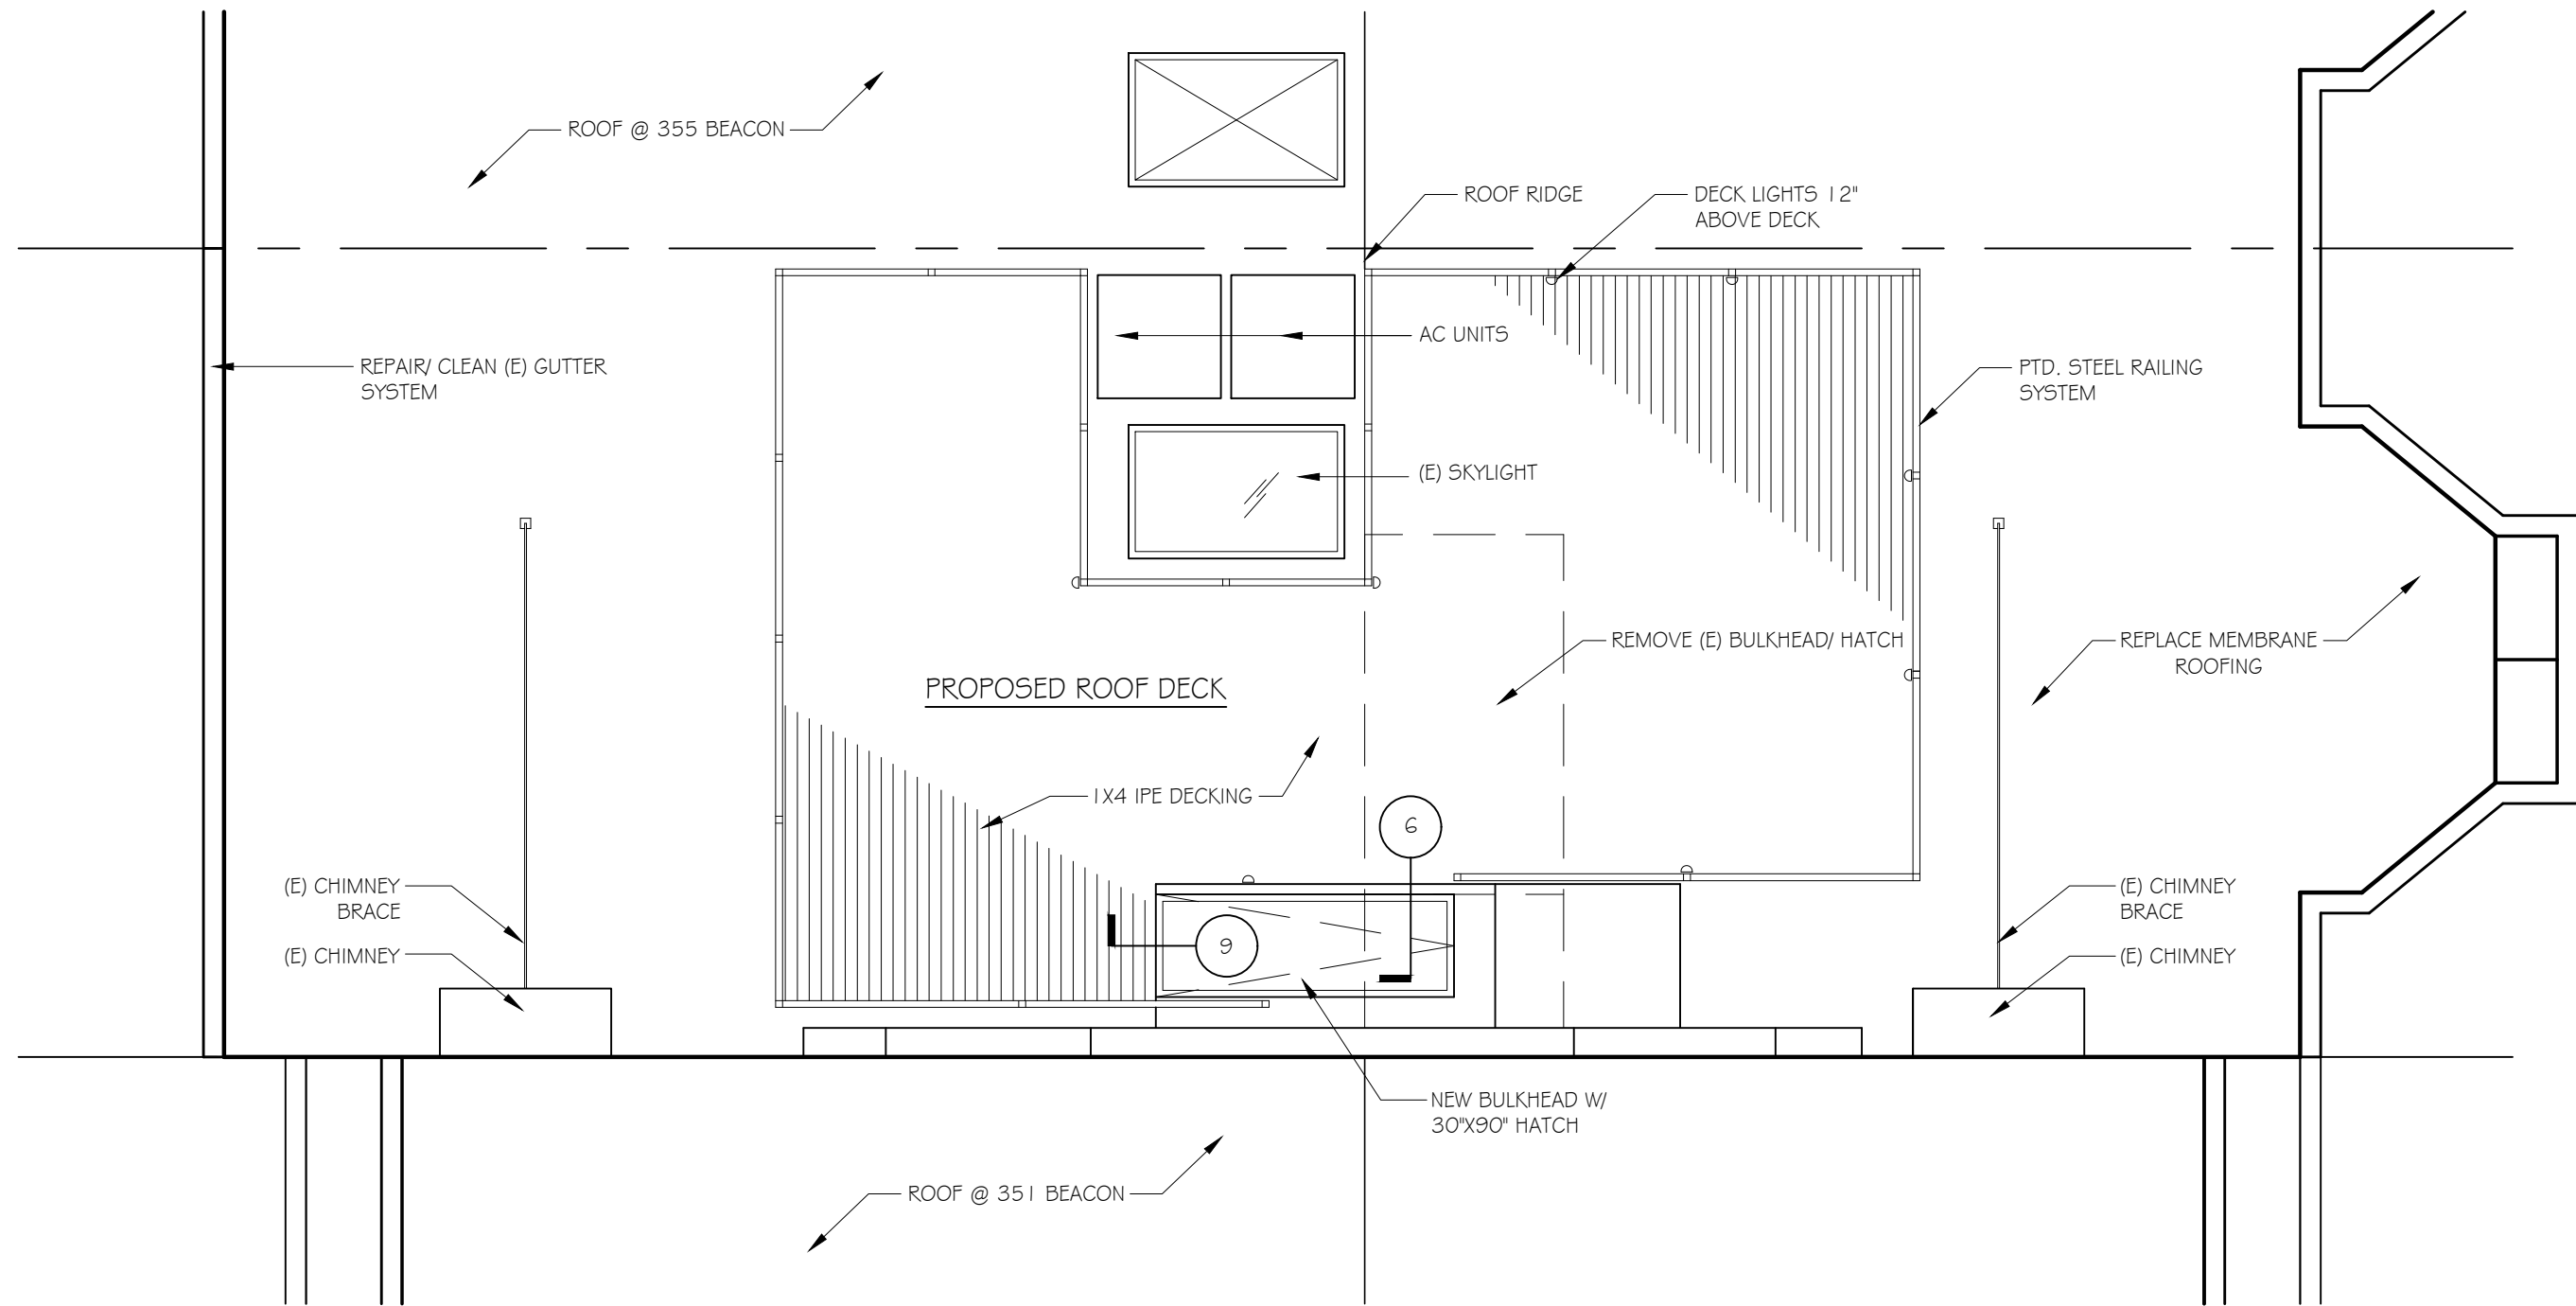 ROOF @ 355 BEACON
ROOF RIDGE
DECK LIGHTS 12"
ABOVE DECK
AC UNITS
REPAIR/ CLEAN (E) GUTTER
SYSTEM
PTD. STEEL RAILING
SYSTEM
(E) SKYLIGHT
REMOVE (E) BULKHEAD/ HATCH
REPLACE MEMBRANE
ROOFING
PROPOSED ROOF DECK
1X4 IPE DECKING
6
(E) CHIMNEY
BRACE
(E) CHIMNEY
BRACE
9
(E) CHIMNEY
(E) CHIMNEY
NEW BULKHEAD W/
30"X90" HATCH
ROOF @ 351 BEACON